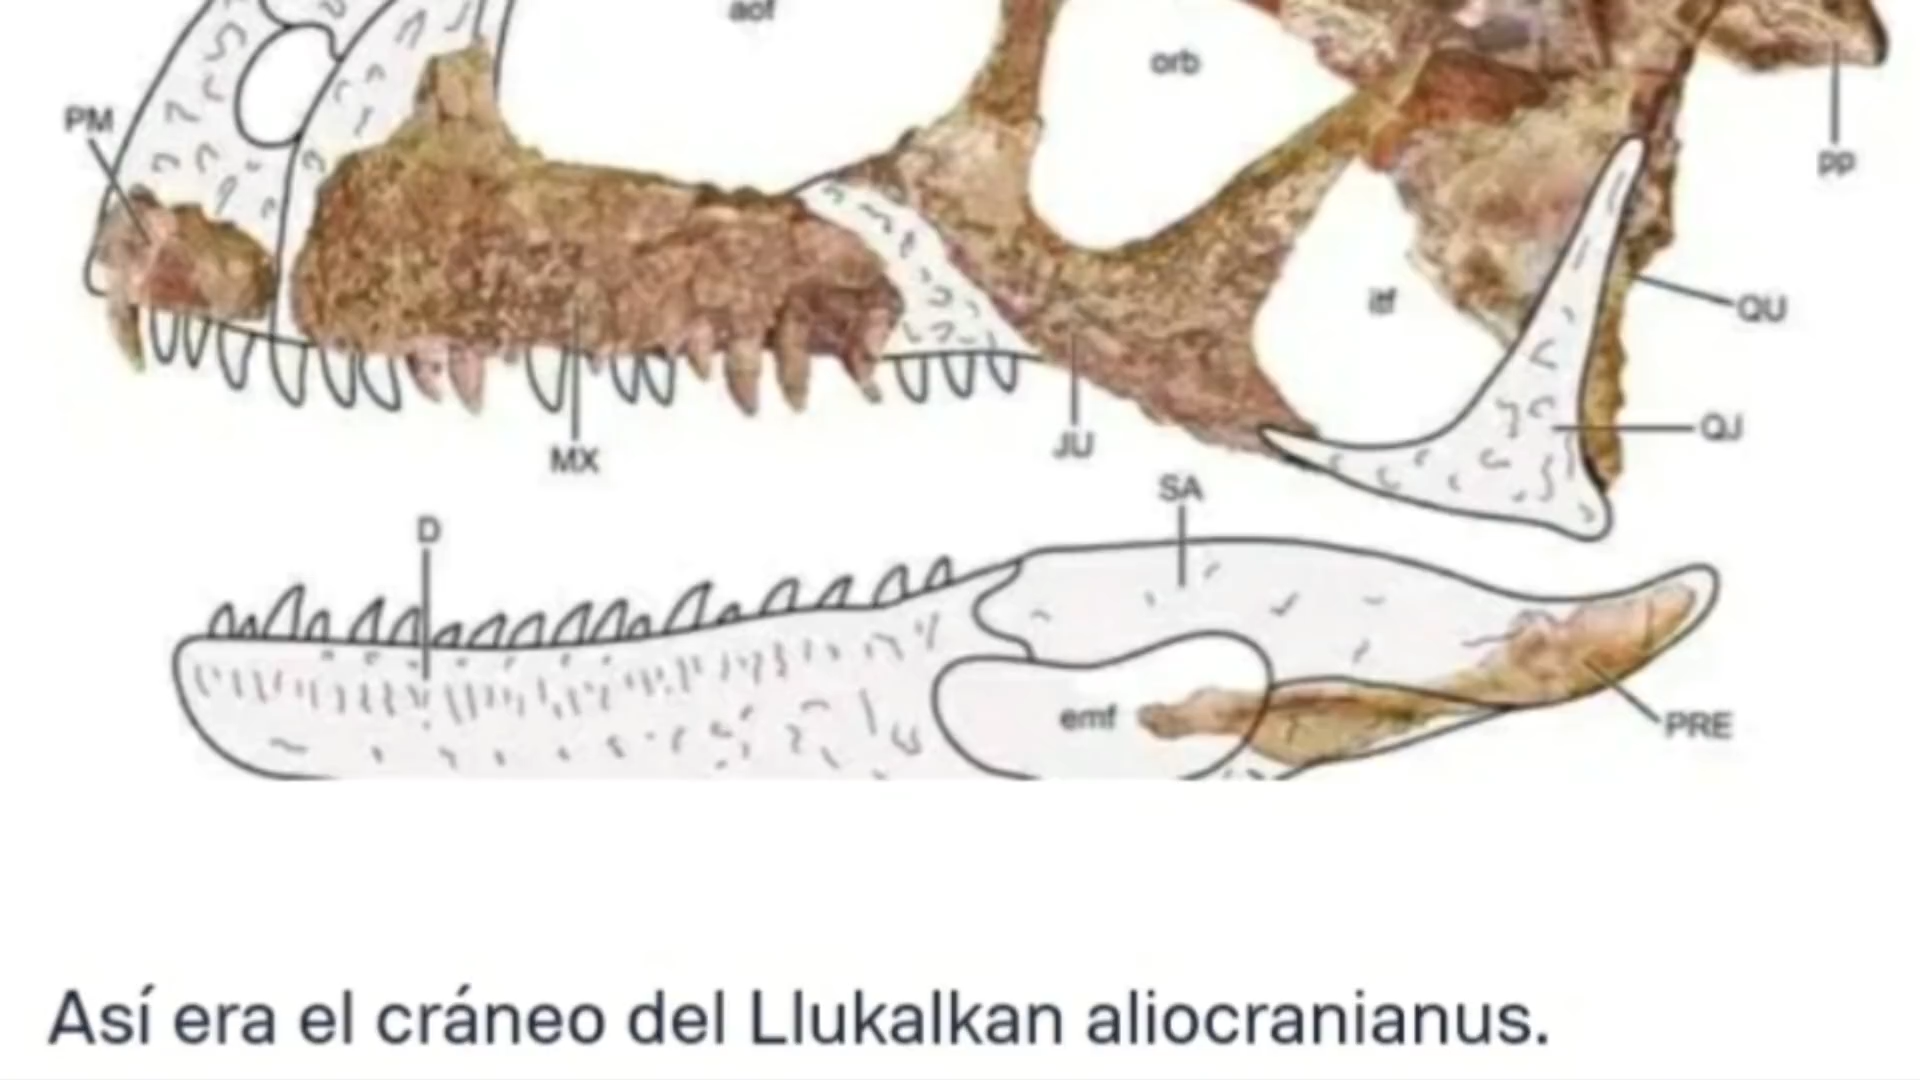 aof
orb
PM
PP
itf
QU
QJ
MX
JU
SA
D
emf
PRE
Así era el cráneo del Llukalkan aliocranianus.